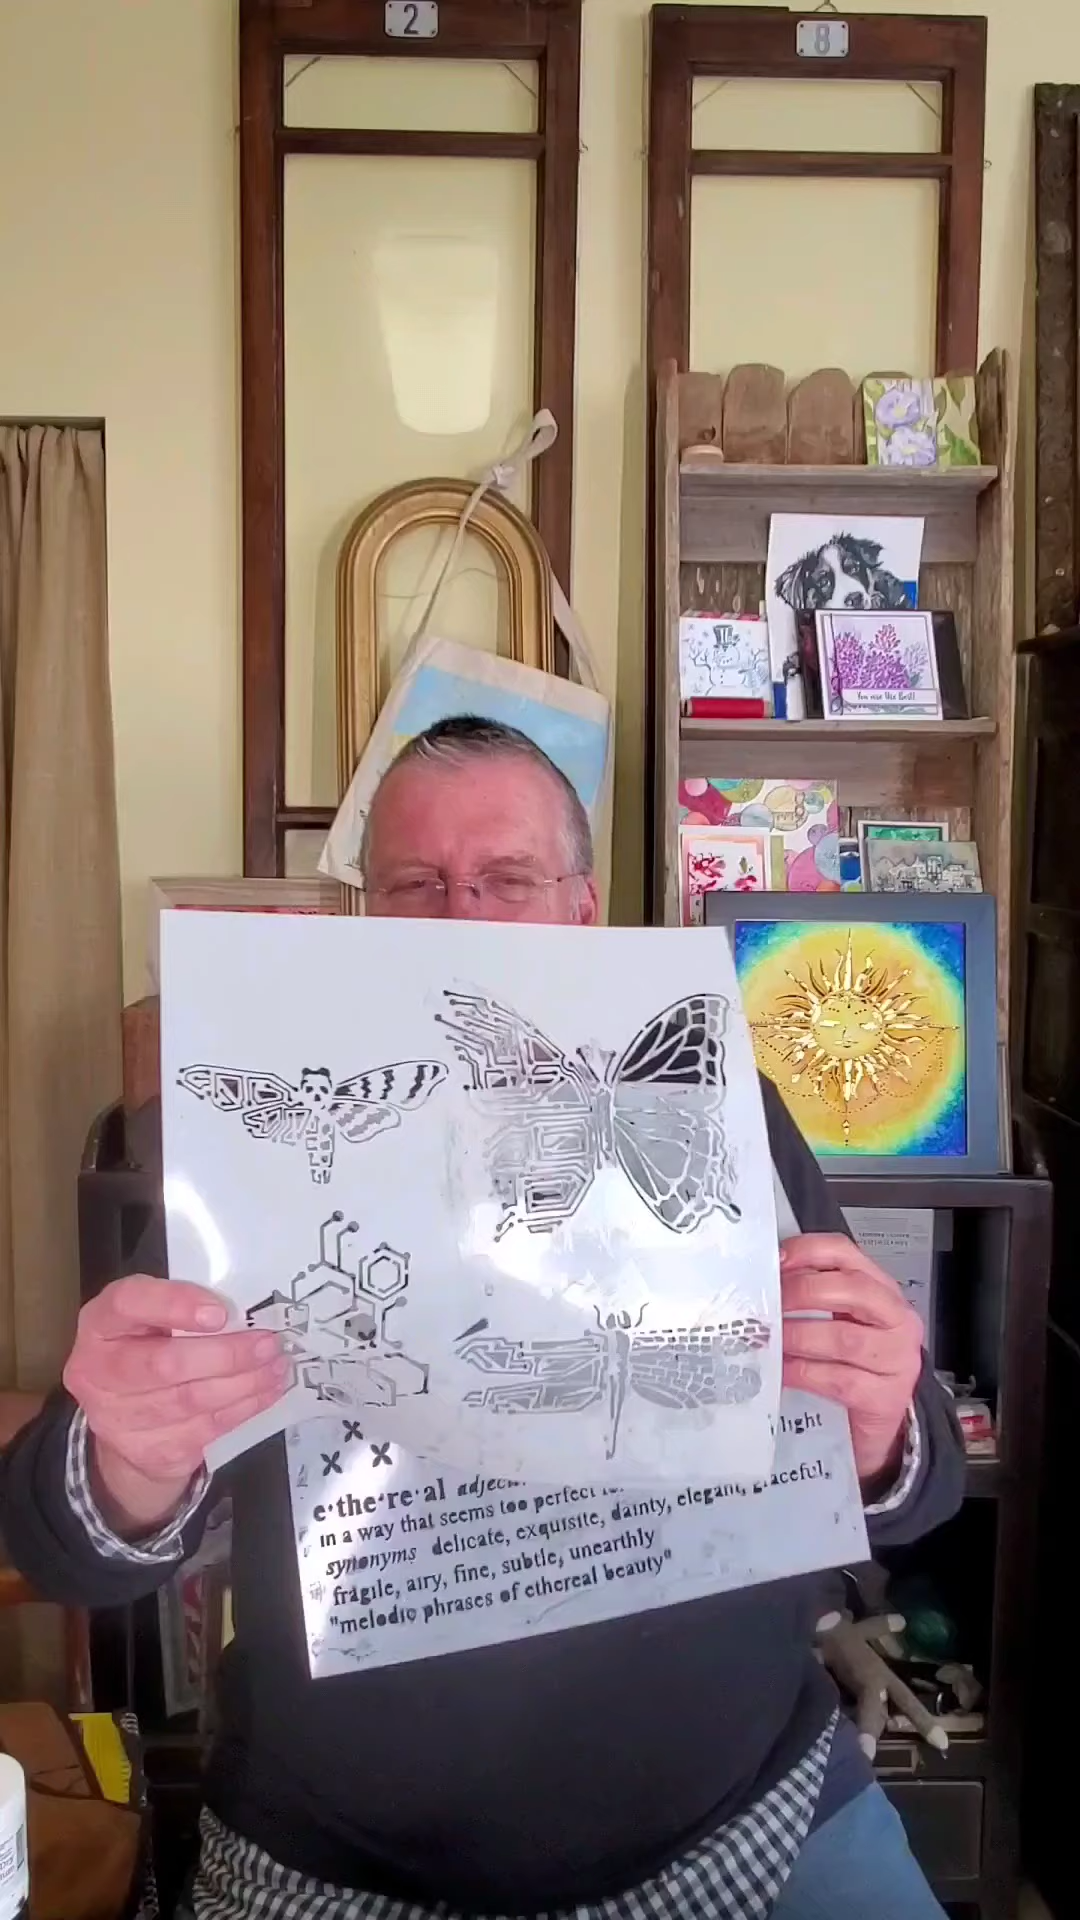 2
8
You are the Best!
light
e·the·re·al adjec
in a way that seems too perfect
synonyms delicate, exquisite, dainty, elegant, graceful,
fragile, airy, fine, subtle, unearthly
"melodic phrases of ethereal beauty"